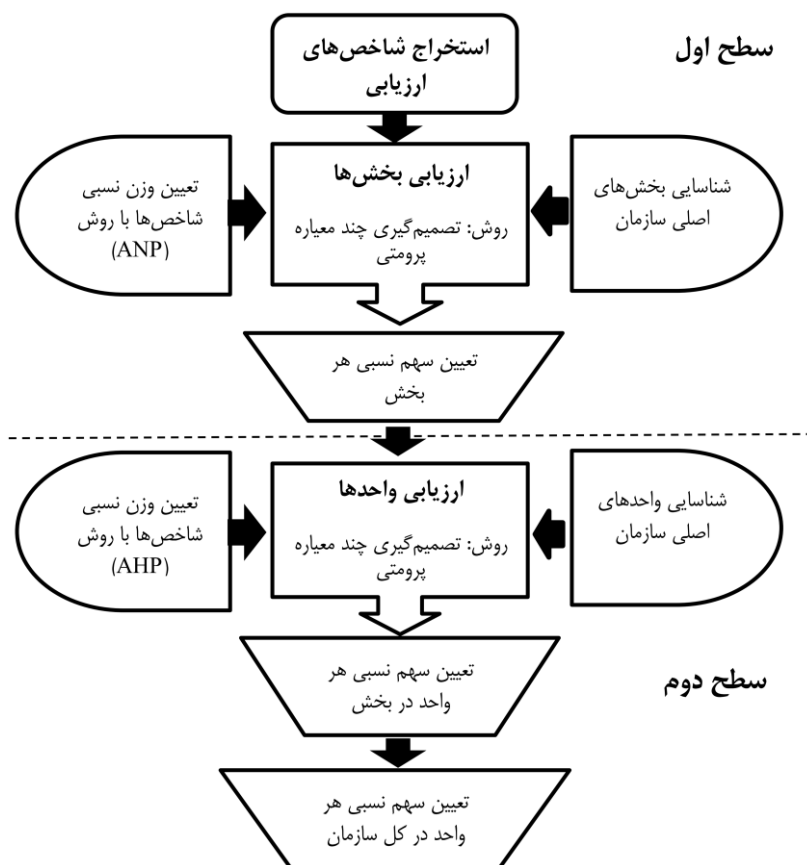 سطح اول
استخراج شاخص‌های
ارزیابی
شناسایی بخش‌های
اصلی سازمان
ارزیابی بخش‌ها
روش: تصمیم‌گیری چند معیاره
پرومتی
تعیین وزن نسبی
شاخص‌ها با روش
(ANP)
تعیین سهم نسبی هر
بخش
شناسایی واحدهای
اصلی سازمان
ارزیابی واحدها
روش: تصمیم‌گیری چند معیاره
پرومتی
تعیین وزن نسبی
شاخص‌ها با روش
(AHP)
سطح دوم
تعیین سهم نسبی هر
واحد در بخش
تعیین سهم نسبی هر
واحد در کل سازمان